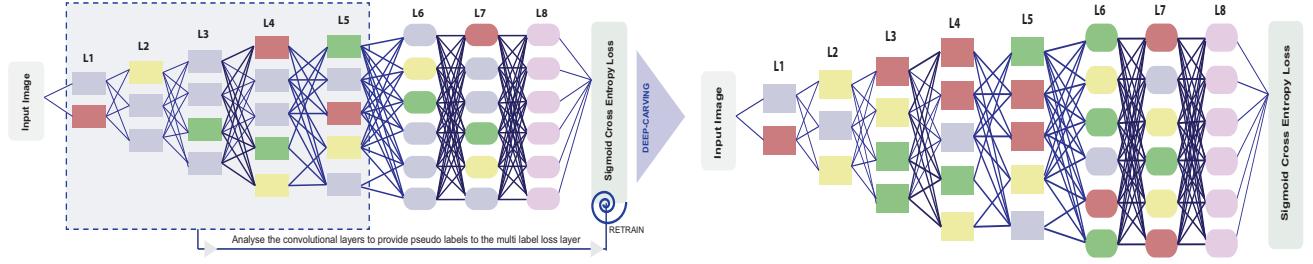 L1
L2
L3
L4
L5
L6
L7
L8
Input Image
Sigmoid Cross Entropy Loss
RETRAIN
Analyse the convolutional layers to provide pseudo labels to the multi label loss layer
DEEP-CARVING
L1
L2
L3
L4
L5
L6
L7
L8
Input Image
Sigmoid Cross Entropy Loss